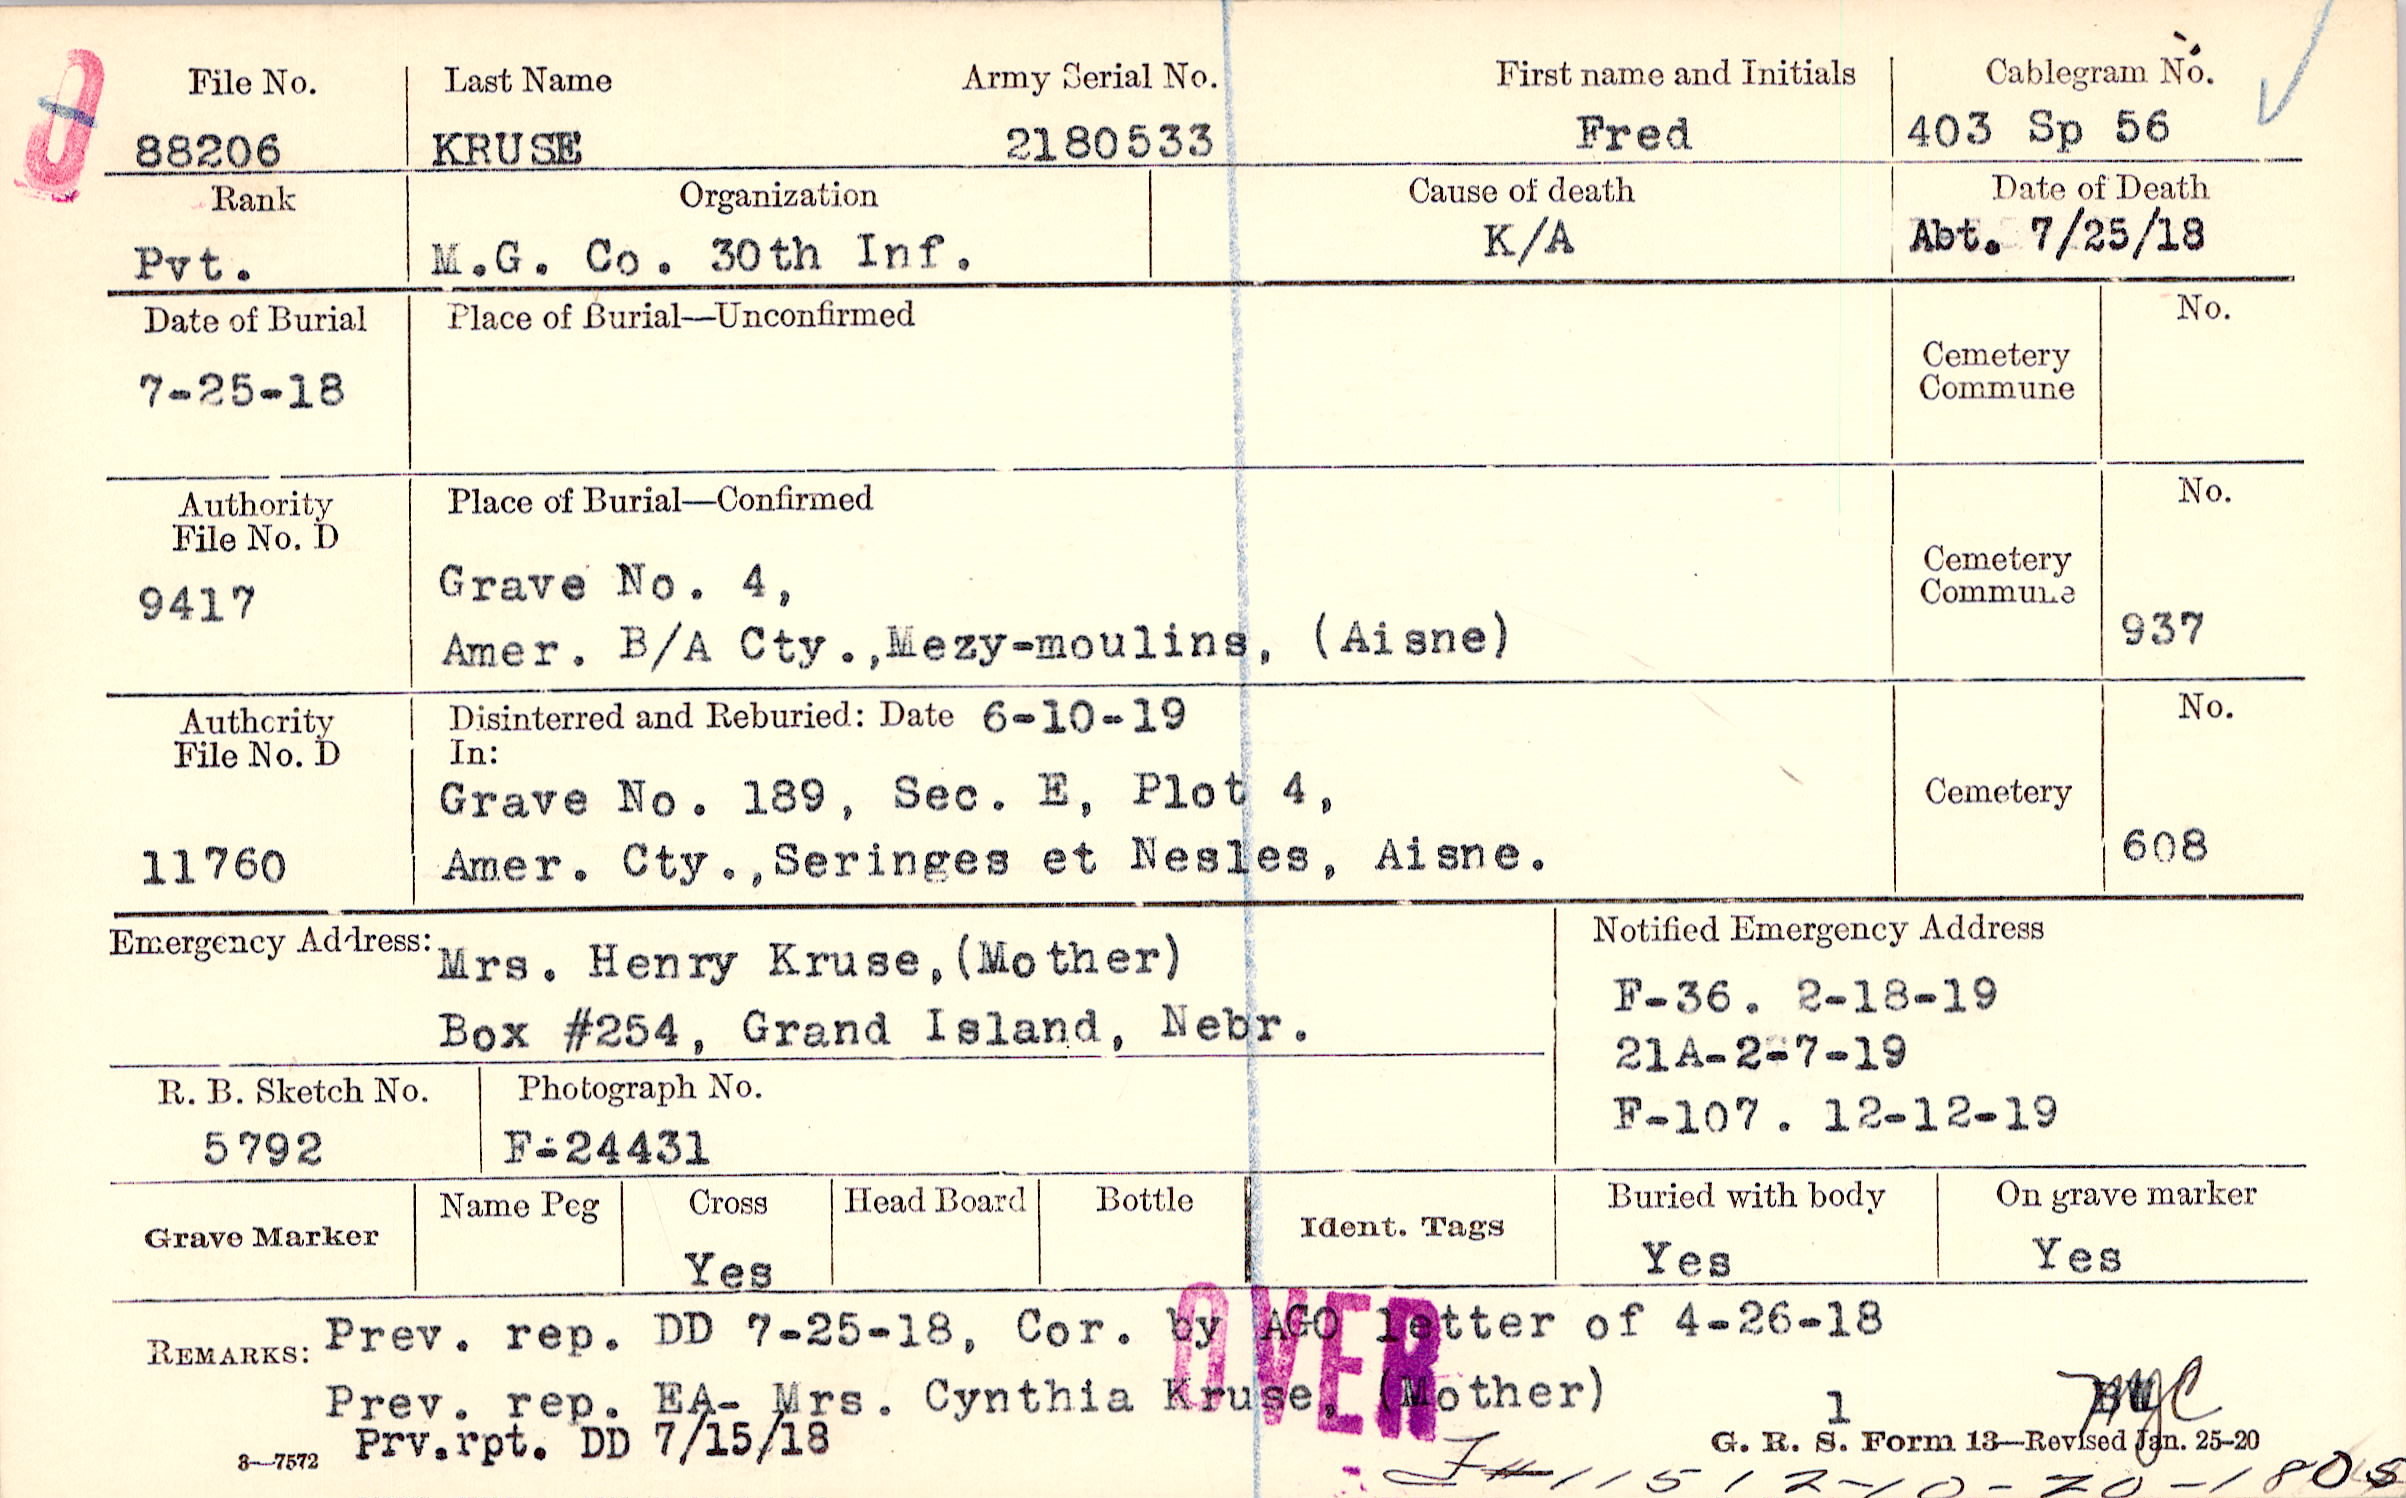 File No. Last Name Army Serial No. First name and Initials Cablegram No.
88206 KRUSE 2180533 Fred 403 Sp 56
Rank Organization Cause of death Date of Death
Pvt. M.G. Co. 30th Inf. K/A Abt. 7/25/18
Date of Burial Place of Burial—Unconfirmed No.
7-25-18
Cemetery
Commune
Authority Place of Burial—Confirmed No.
File No. D
9417 Grave No. 4,
Cemetery
Commune
Amer. B/A Cty.,Mezy-moulins, (Aisne) 937
Authority Disinterred and Reburied: Date 6-10-19 No.
File No. D In:
Grave No. 189, Sec. E, Plot 4, Cemetery
11760 Amer. Cty.,Seringes et Nesles, Aisne. 608
Emergency Address: Mrs. Henry Kruse,(Mother)
Box #254, Grand Island, Nebr.
Notified Emergency Address
F-36. 2-18-19
21A-2-7-19
F-107. 12-12-19
R. B. Sketch No. Photograph No.
5792 F-24431
Grave Marker Name Peg Cross Head Board Bottle Ident. Tags Buried with body On grave marker
Yes Yes Yes
REMARKS: Prev. rep. DD 7-25-18, Cor. by AGO letter of 4-26-18
OVER
Prev. rep. EA- Mrs. Cynthia Kruse, (Mother) 1
Prv.rpt. DD 7/15/18
3—7572 G. R. S. Form 13—Revised Jan. 25-20